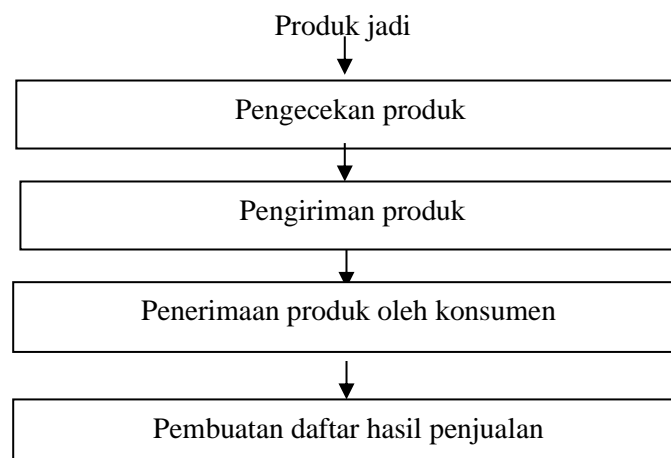 Produk jadi
Pengecekan produk
Pengiriman produk
Penerimaan produk oleh konsumen
Pembuatan daftar hasil penjualan